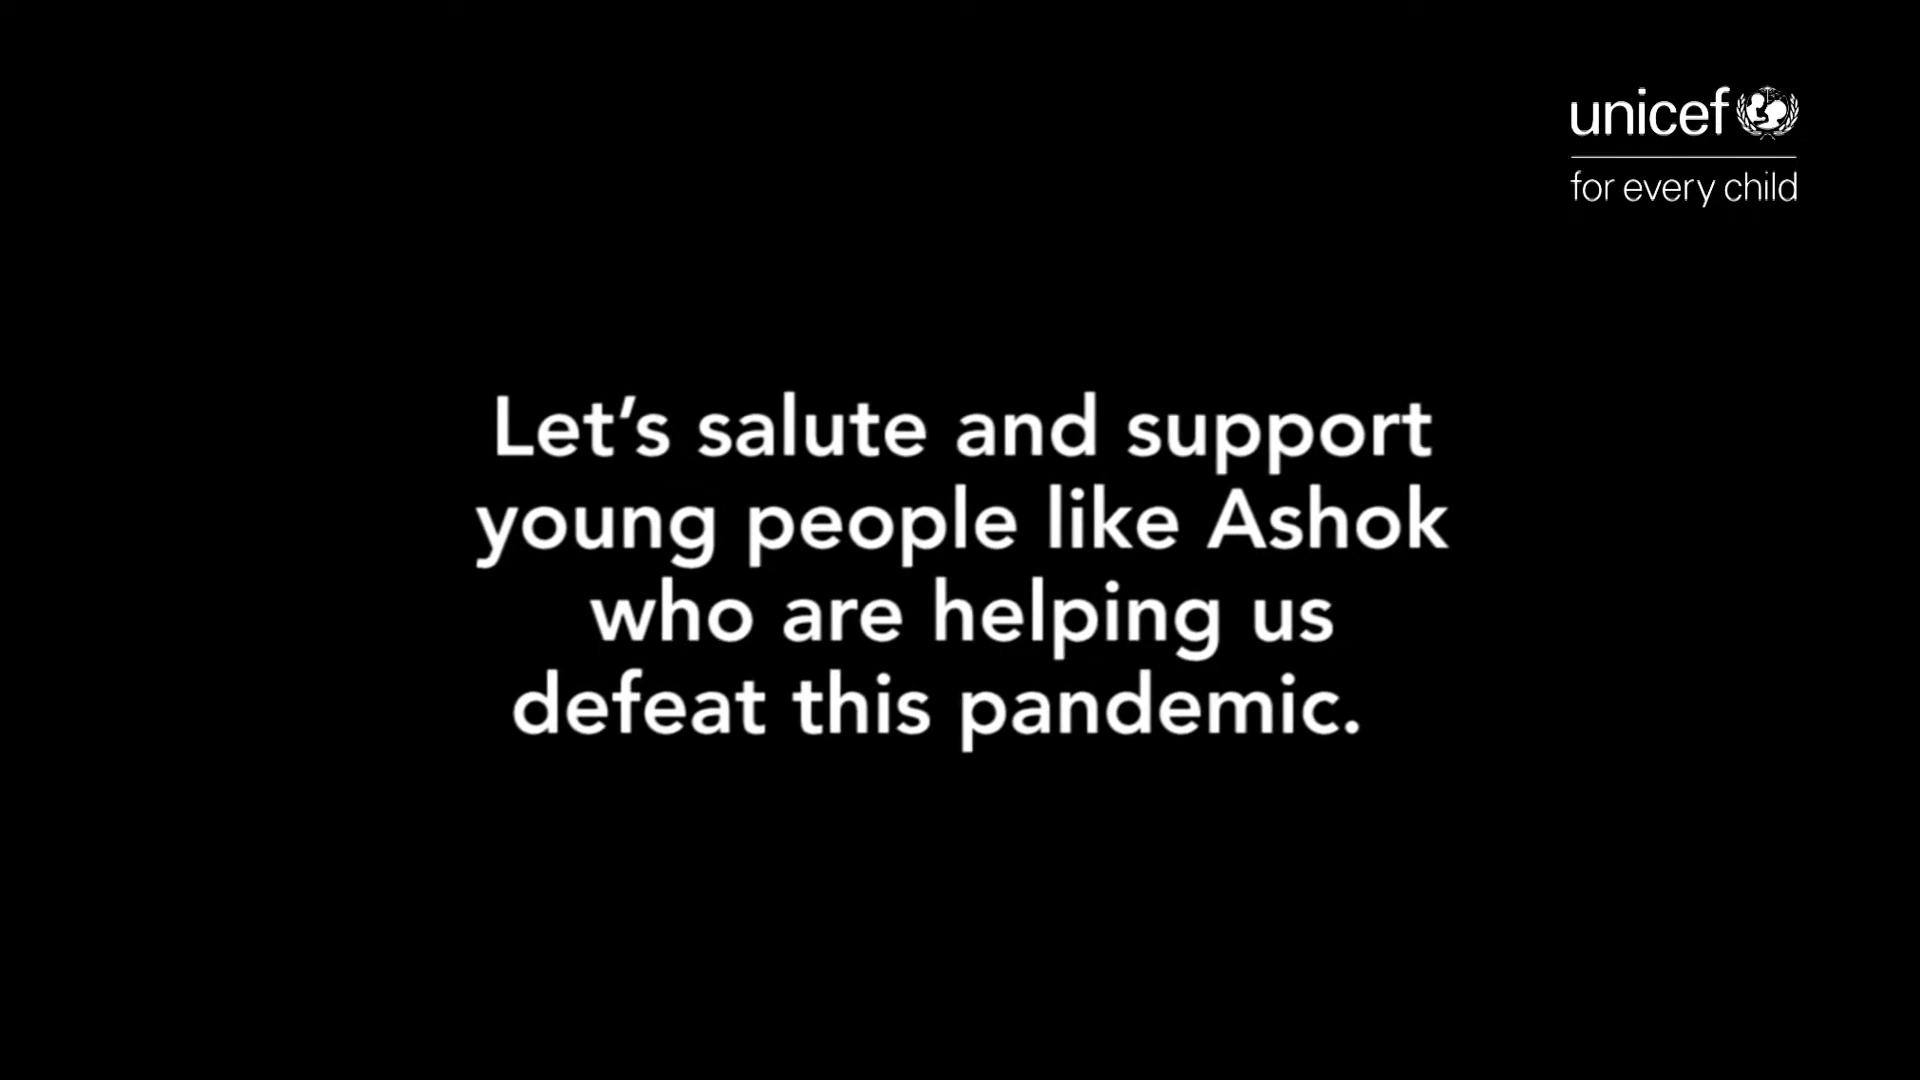 unicef
for every child
Let’s salute and support
young people like Ashok
who are helping us
defeat this pandemic.